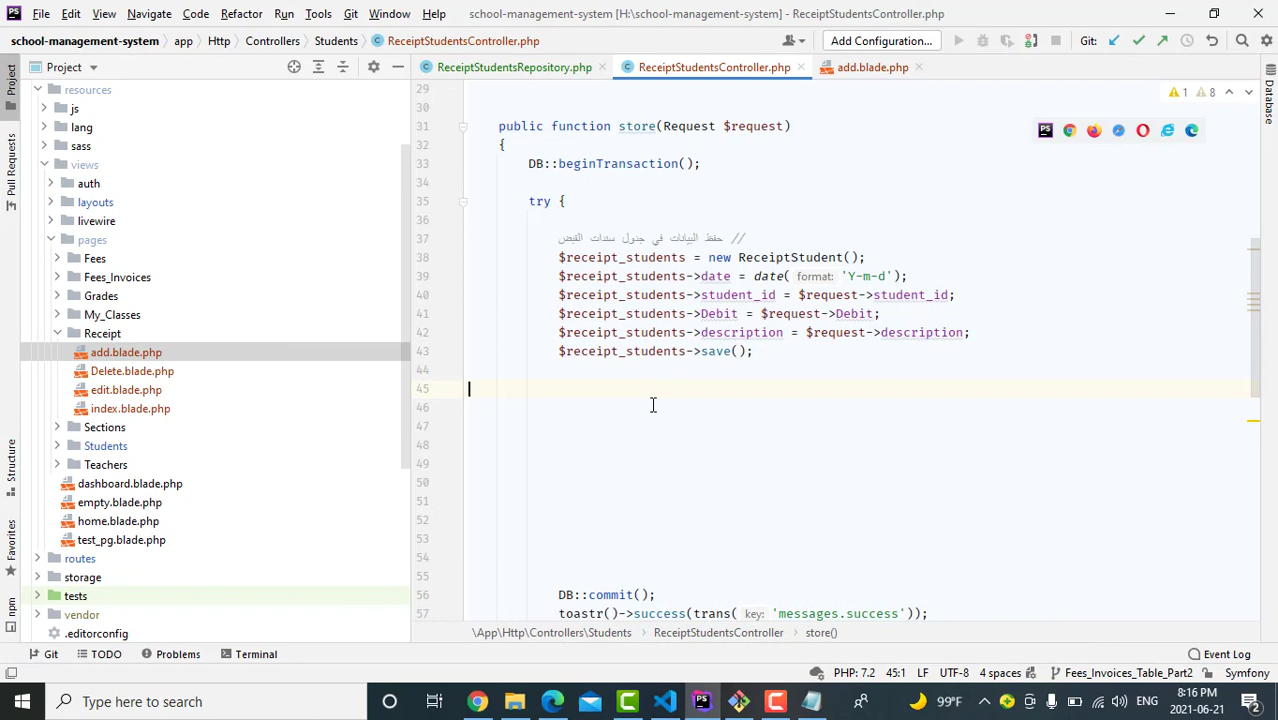 File Edit View Navigate Code Refactor Run Tools Git Window Help school-management-system [H:\school-management-system] - ReceiptStudentsController.php
school-management-system app Http Controllers Students ReceiptStudentsController.php Add Configuration... Git:
Project ReceiptStudentsRepository.php ReceiptStudentsController.php add.blade.php
Project
Pull Requests
Structure
Favorites
npm
Database
resources
js
lang
sass
views
auth
layouts
livewire
pages
Fees
Fees_Invoices
Grades
My_Classes
Receipt
add.blade.php
Delete.blade.php
edit.blade.php
index.blade.php
Sections
Students
Teachers
dashboard.blade.php
empty.blade.php
home.blade.php
test_pg.blade.php
routes
storage
tests
vendor
.editorconfig
1 8
29
30
31 public function store(Request $request)
32 {
33 DB::beginTransaction();
34
35 try {
36
37 // حفظ البيانات في جدول سندات القبض
38 $receipt_students = new ReceiptStudent();
39 $receipt_students->date = date( format: 'Y-m-d');
40 $receipt_students->student_id = $request->student_id;
41 $receipt_students->Debit = $request->Debit;
42 $receipt_students->description = $request->description;
43 $receipt_students->save();
44
45
46
47
48
49
50
51
52
53
54
55
56 DB::commit();
57 toastr()->success(trans( key: 'messages.success'));
\App\Http\Controllers\Students ReceiptStudentsController store()
Git TODO Problems Terminal Event Log
PHP: 7.2 45:1 LF UTF-8 4 spaces Fees_Invoices_Table_Part2 Symfony
Type here to search 99°F ENG 8:16 PM 2021-06-21 2